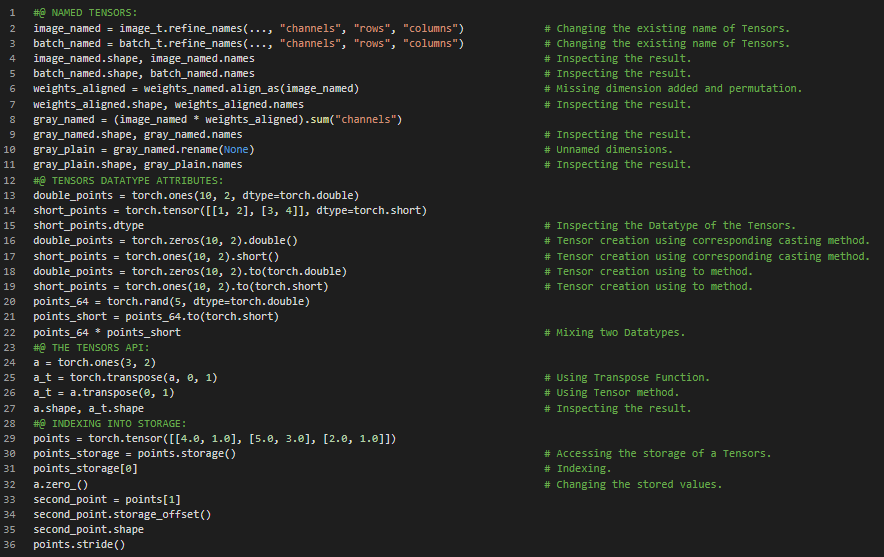 1 #@ NAMED TENSORS:
2 image_named = image_t.refine_names(..., "channels", "rows", "columns") # Changing the existing name of Tensors.
3 batch_named = batch_t.refine_names(..., "channels", "rows", "columns") # Changing the existing name of Tensors.
4 image_named.shape, image_named.names # Inspecting the result.
5 batch_named.shape, batch_named.names # Inspecting the result.
6 weights_aligned = weights_named.align_as(image_named) # Missing dimension added and permutation.
7 weights_aligned.shape, weights_aligned.names # Inspecting the result.
8 gray_named = (image_named * weights_aligned).sum("channels")
9 gray_named.shape, gray_named.names # Inspecting the result.
10 gray_plain = gray_named.rename(None) # Unnamed dimensions.
11 gray_plain.shape, gray_plain.names # Inspecting the result.
12 #@ TENSORS DATATYPE ATTRIBUTES:
13 double_points = torch.ones(10, 2, dtype=torch.double)
14 short_points = torch.tensor([[1, 2], [3, 4]], dtype=torch.short)
15 short_points.dtype # Inspecting the Datatype of the Tensors.
16 double_points = torch.zeros(10, 2).double() # Tensor creation using corresponding casting method.
17 short_points = torch.ones(10, 2).short() # Tensor creation using corresponding casting method.
18 double_points = torch.zeros(10, 2).to(torch.double) # Tensor creation using to method.
19 short_points = torch.ones(10, 2).to(torch.short) # Tensor creation using to method.
20 points_64 = torch.rand(5, dtype=torch.double)
21 points_short = points_64.to(torch.short)
22 points_64 * points_short # Mixing two Datatypes.
23 #@ THE TENSORS API:
24 a = torch.ones(3, 2)
25 a_t = torch.transpose(a, 0, 1) # Using Transpose Function.
26 a_t = a.transpose(0, 1) # Using Tensor method.
27 a.shape, a_t.shape # Inspecting the result.
28 #@ INDEXING INTO STORAGE:
29 points = torch.tensor([[4.0, 1.0], [5.0, 3.0], [2.0, 1.0]])
30 points_storage = points.storage() # Accessing the storage of a Tensors.
31 points_storage[0] # Indexing.
32 a.zero_() # Changing the stored values.
33 second_point = points[1]
34 second_point.storage_offset()
35 second_point.shape
36 points.stride()